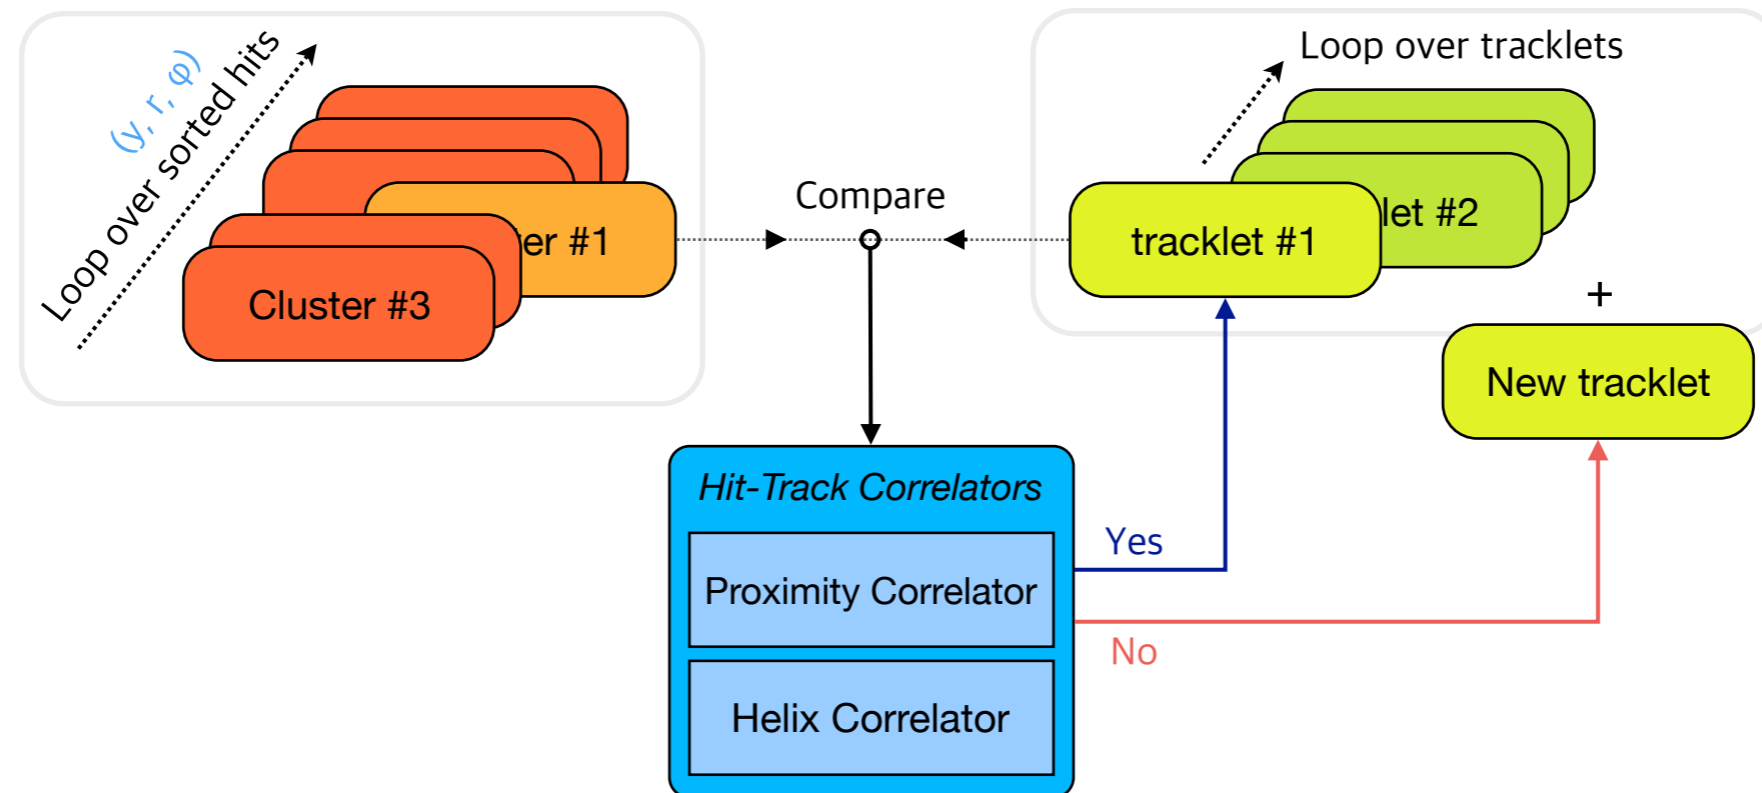 (y, r, φ)
Loop over sorted hits
ter #1
Cluster #3
Compare
Loop over tracklets
tracklet #1
let #2
+
New tracklet
Hit-Track Correlators
Proximity Correlator
Helix Correlator
Yes
No